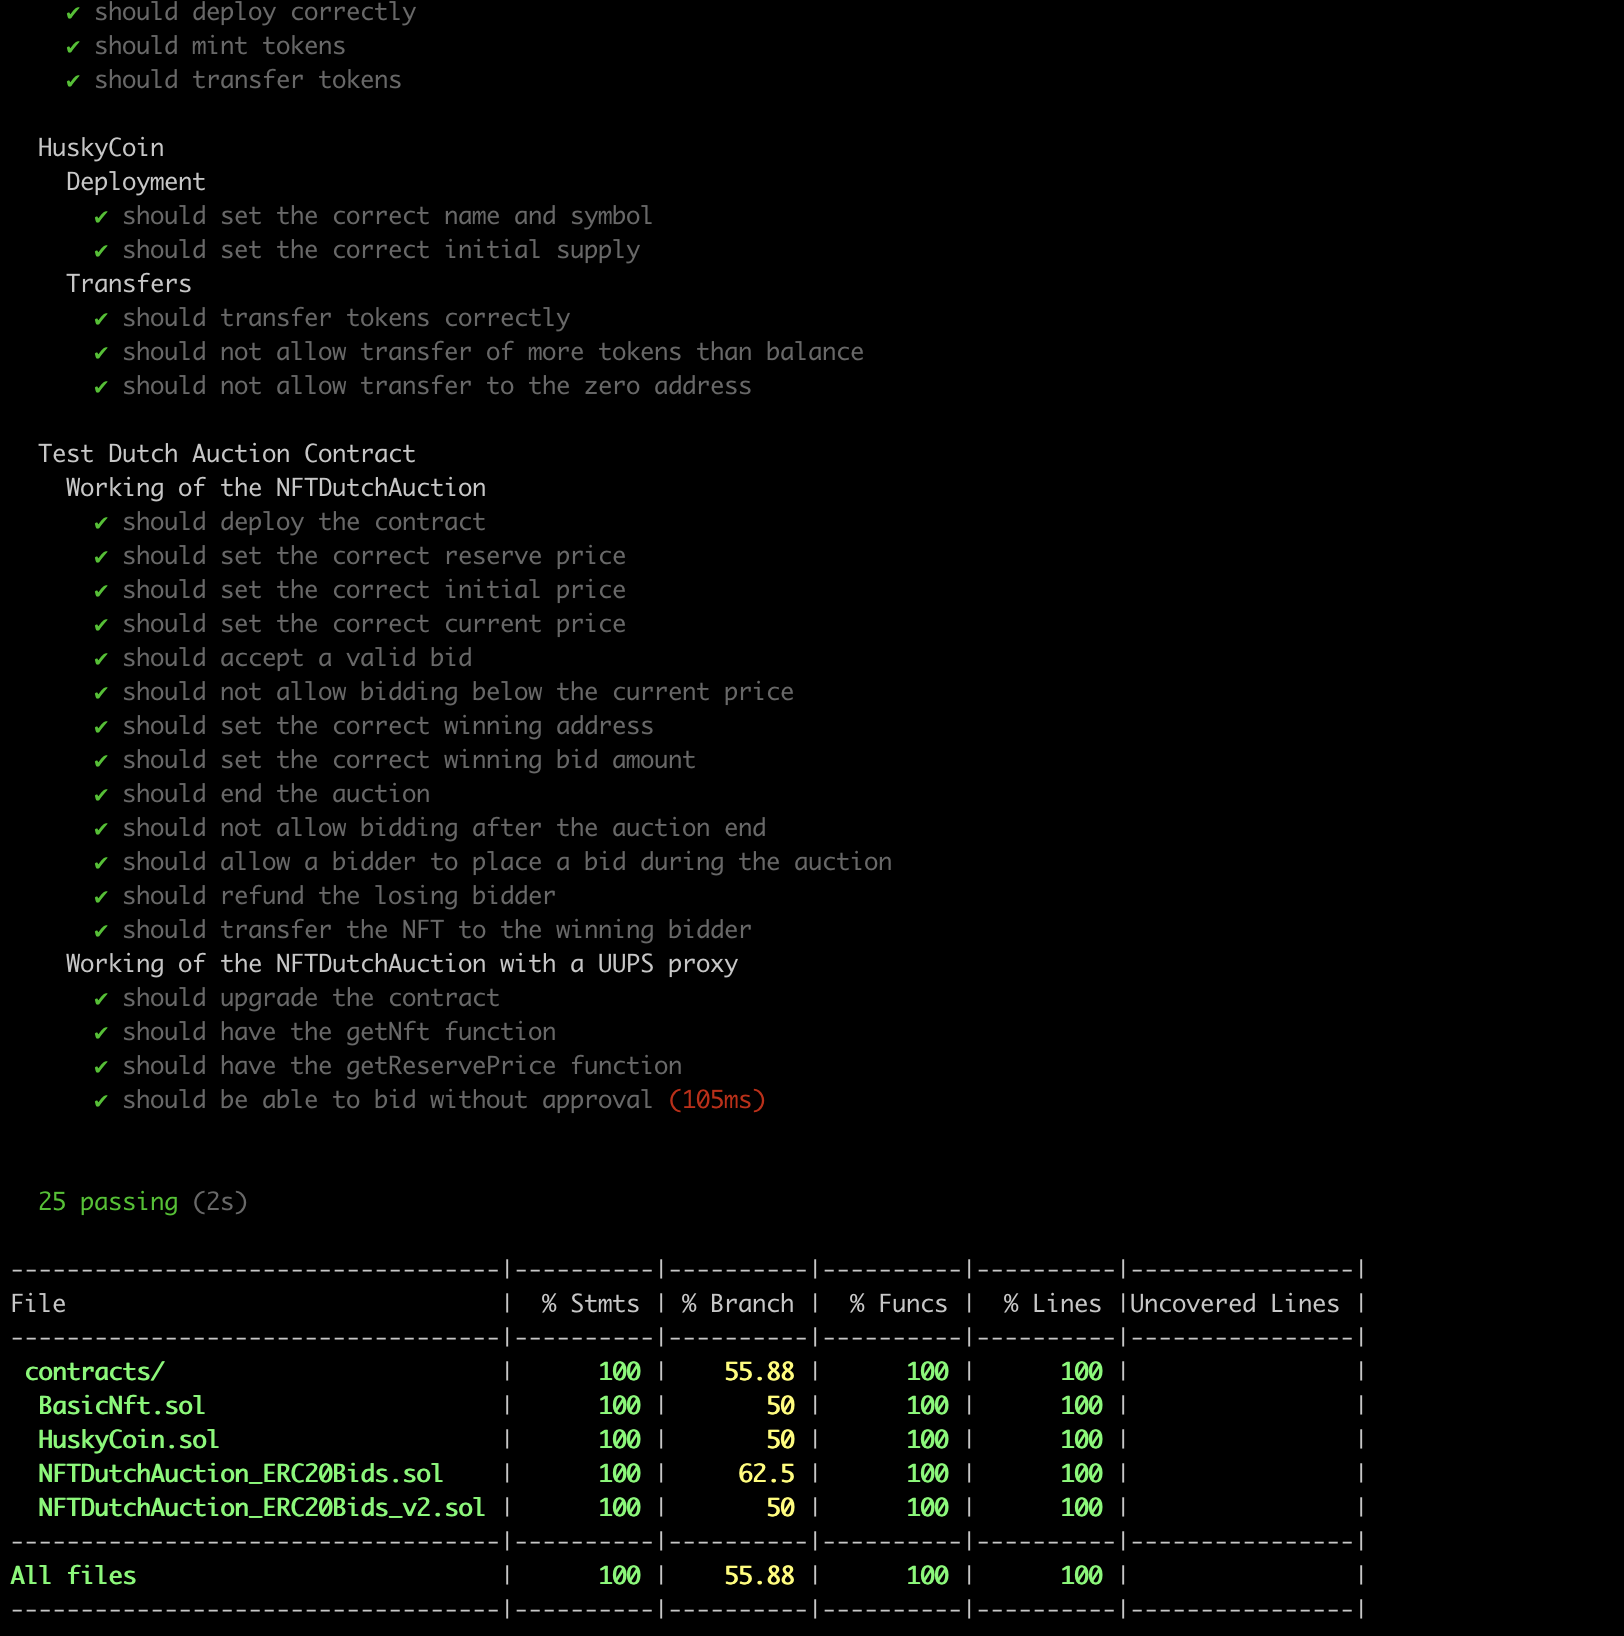 ✔ should deploy correctly
✔ should mint tokens
✔ should transfer tokens
HuskyCoin
Deployment
✔ should set the correct name and symbol
✔ should set the correct initial supply
Transfers
✔ should transfer tokens correctly
✔ should not allow transfer of more tokens than balance
✔ should not allow transfer to the zero address
Test Dutch Auction Contract
Working of the NFTDutchAuction
✔ should deploy the contract
✔ should set the correct reserve price
✔ should set the correct initial price
✔ should set the correct current price
✔ should accept a valid bid
✔ should not allow bidding below the current price
✔ should set the correct winning address
✔ should set the correct winning bid amount
✔ should end the auction
✔ should not allow bidding after the auction end
✔ should allow a bidder to place a bid during the auction
✔ should refund the losing bidder
✔ should transfer the NFT to the winning bidder
Working of the NFTDutchAuction with a UUPS proxy
✔ should upgrade the contract
✔ should have the getNft function
✔ should have the getReservePrice function
✔ should be able to bid without approval (105ms)
25 passing (2s)
-----------------------------------|----------|----------|----------|----------|----------------|
File                               |  % Stmts | % Branch |  % Funcs |  % Lines |Uncovered Lines |
-----------------------------------|----------|----------|----------|----------|----------------|
 contracts/                        |      100 |    55.88 |      100 |      100 |                |
  BasicNft.sol                     |      100 |       50 |      100 |      100 |                |
  HuskyCoin.sol                    |      100 |       50 |      100 |      100 |                |
  NFTDutchAuction_ERC20Bids.sol    |      100 |     62.5 |      100 |      100 |                |
  NFTDutchAuction_ERC20Bids_v2.sol |      100 |       50 |      100 |      100 |                |
-----------------------------------|----------|----------|----------|----------|----------------|
All files                          |      100 |    55.88 |      100 |      100 |                |
-----------------------------------|----------|----------|----------|----------|----------------|